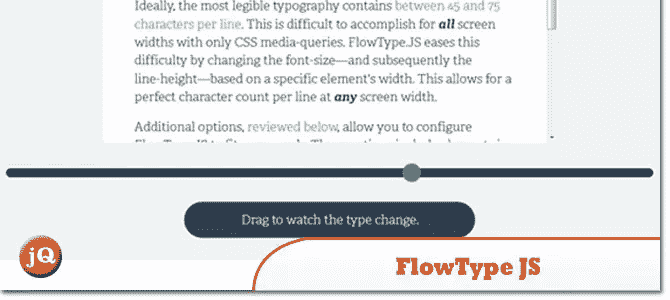 Ideally, the most legible typography contains between 45 and 75
characters per line. This is difficult to accomplish for all screen
widths with only CSS media-queries. FlowType.JS eases this
difficulty by changing the font-size—and subsequently the
line-height—based on a specific element's width. This allows for a
perfect character count per line at any screen width.
Additional options, reviewed below, allow you to configure
Drag to watch the type change.
jQ
FlowType JS